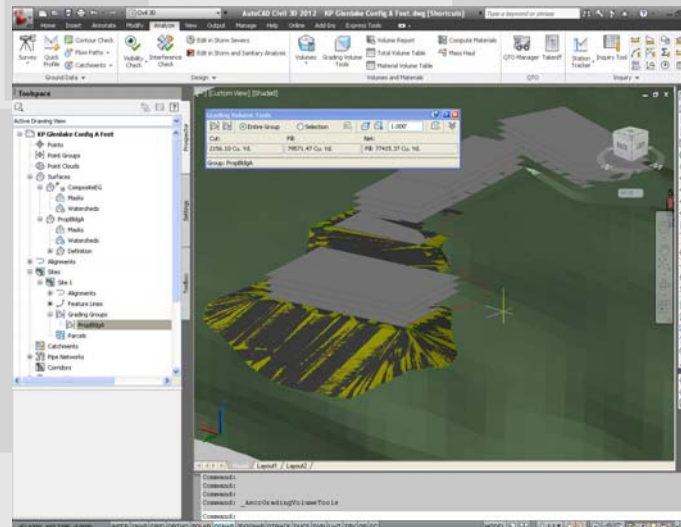 Civil 3D
AutoCAD Civil 3D 2012 KP Glenlake Config A Feet.dwg [Shortcuts]
Type a keyword or phrase
Home Insert Annotate Modify Analyze View Output Manage Help Online Add-Ins Express Tools
Survey
Quick Profile
Contour Check
Flow Paths
Catchments
Ground Data
Visibility Check
Interference Check
Edit in Storm Sewers
Edit in Storm and Sanitary Analysis
Design
Volumes
Grading Volume Tools
Volume Report
Total Volume Table
Material Volume Table
Compute Materials
Mass Haul
Volumes and Materials
QTO Manager
Takeoff
QTO
Station Tracker
Inquiry Tool
Inquiry
Toolspace
Active Drawing View
KP Glenlake Config A Feet
Points
Point Groups
Point Clouds
Surfaces
CompositeEG
Masks
Watersheds
PropBldgA
Masks
Watersheds
Definition
Alignments
Sites
Site 1
Alignments
Feature Lines
Grading Groups
PropBldgA
Parcels
Catchments
Pipe Networks
Corridors
Prospector
Settings
Toolbox
[Custom View] [Shaded]
Grading Volume Tools
Entire Group
Selection
1.000'
Cut: Fill: Net:
2156.10 Cu. Yd. 79571.47 Cu. Yd. Fill: 77415.37 Cu. Yd.
Group: PropBldgA
Layout1 / Layout2
Command:
Command:
Command:
Command: _AeccGradingVolumeTools
Command: